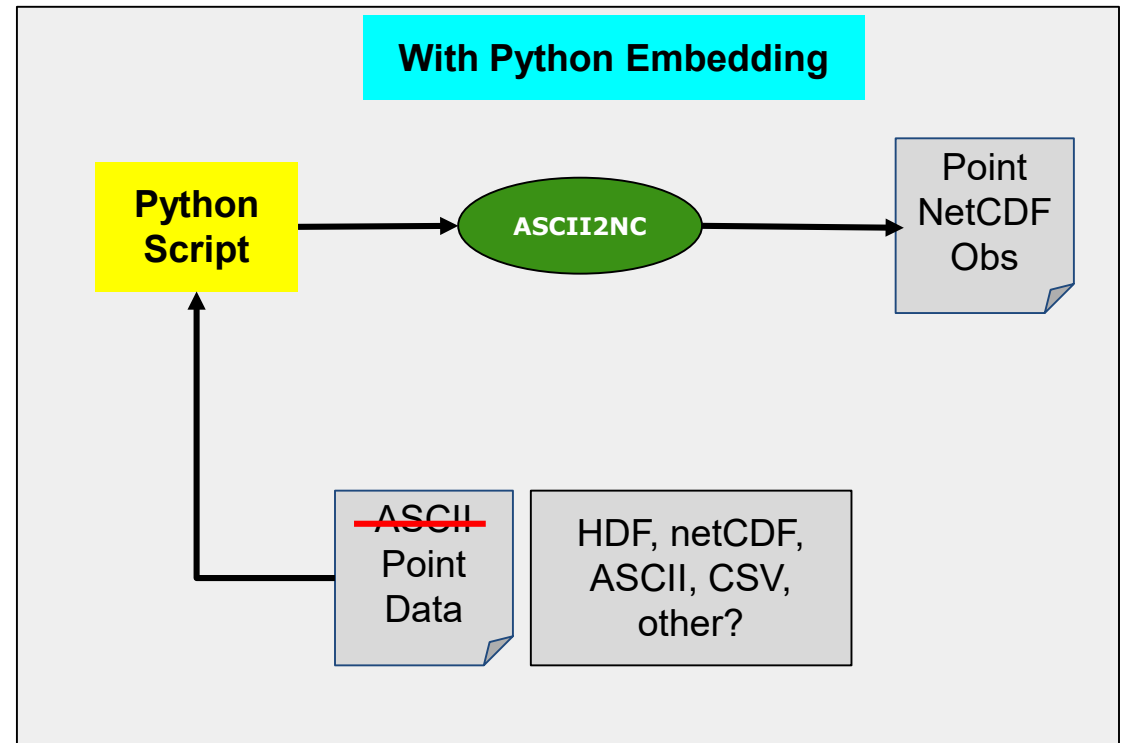 With Python Embedding
Python
Script
ASCII2NC
Point
NetCDF
Obs
ASCII
Point
Data
HDF, netCDF,
ASCII, CSV,
other?